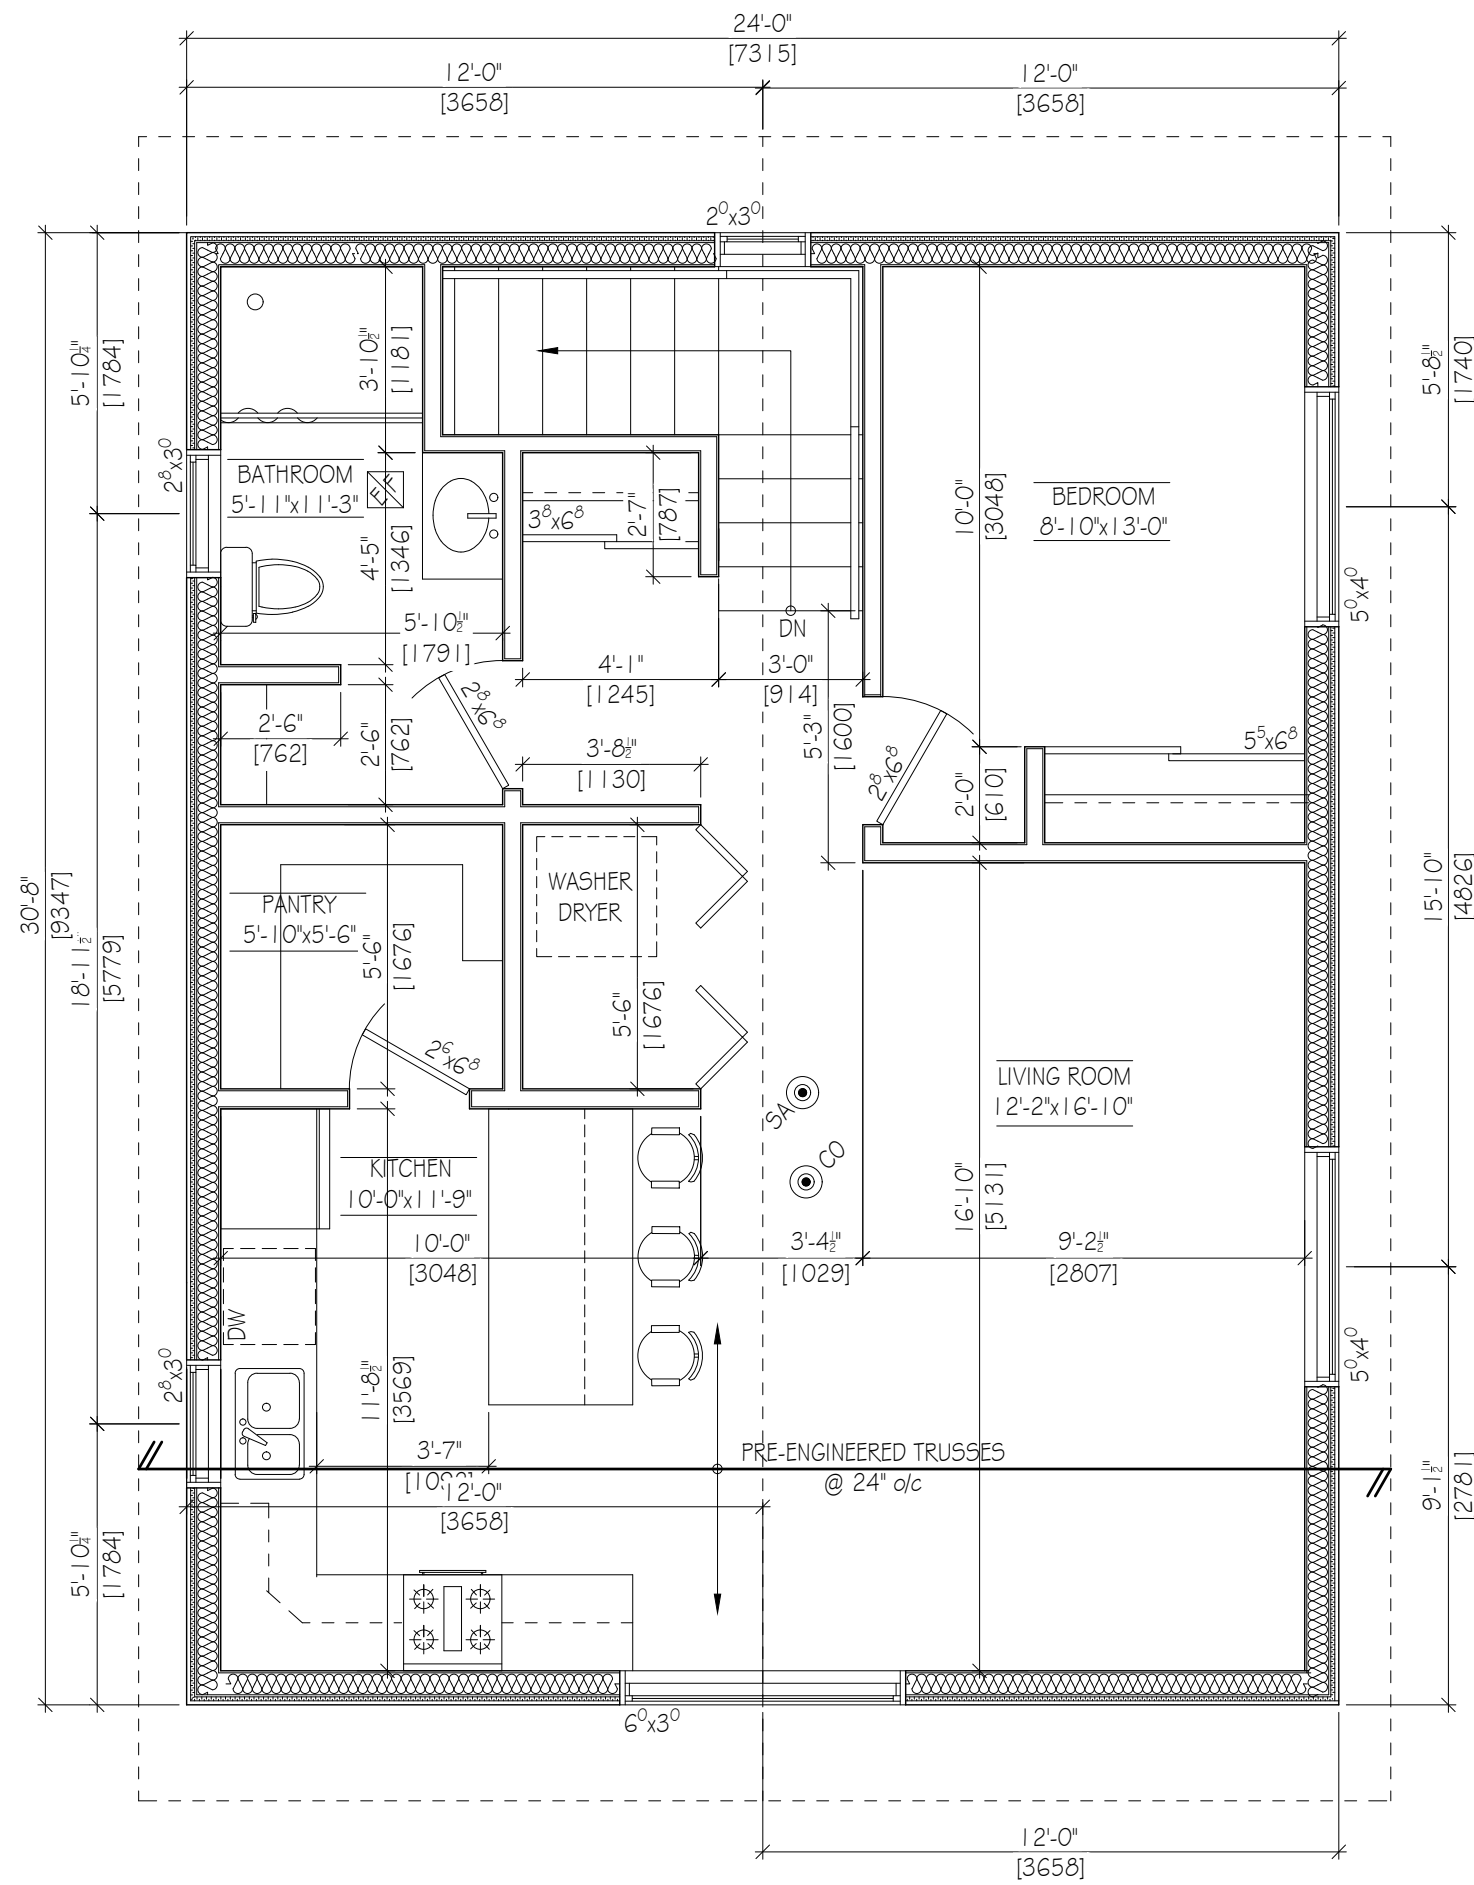 24'-0"
[7315]
12'-0"
[3658]
12'-0"
[3658]
2⁰x3⁰
5'-10¼"
[1784]
3'-10½"
[1181]
5'-8½"
[1740]
2⁸x3⁰
BATHROOM
5'-11"x11'-3"
EF
4'-5"
[1346]
3⁸x6⁸
2'-7"
[787]
10'-0"
[3048]
BEDROOM
8'-10"x13'-0"
5⁰x4⁰
5'-10½"
[1791]
DN
4'-1"
[1245]
3'-0"
[914]
2⁸x6⁸
2'-6"
[762]
2'-6"
[762]
3'-8½"
[1130]
5'-3"
[1600]
2⁸x6⁸
5⁵x6⁸
2'-0"
[610]
30'-8"
[9347]
18'-11½"
[5779]
PANTRY
5'-10"x5'-6"
5'-6"
[1676]
WASHER
DRYER
5'-6"
[1676]
15'-10"
[4826]
2⁶x6⁸
SA
CO
LIVING ROOM
12'-2"x16'-10"
KITCHEN
10'-0"x11'-9"
16'-10"
[5131]
10'-0"
[3048]
3'-4½"
[1029]
9'-2½"
[2807]
DW
2⁸x3⁰
11'-8½"
[3569]
5⁰x4⁰
3'-7"
12'-0"
[3658]
PRE-ENGINEERED TRUSSES
@ 24" o/c
5'-10¼"
[1784]
9'-1½"
[2781]
6⁰x3⁰
12'-0"
[3658]